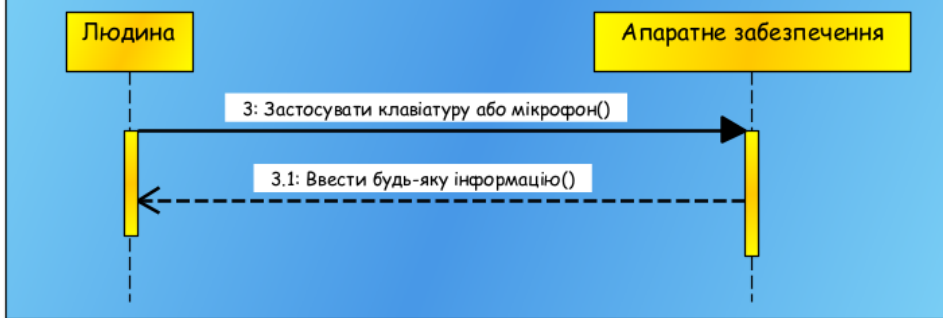 Людина
Апаратне забезпечення
3: Застосувати клавіатуру або мікрофон()
3.1: Ввести будь-яку інформацію()